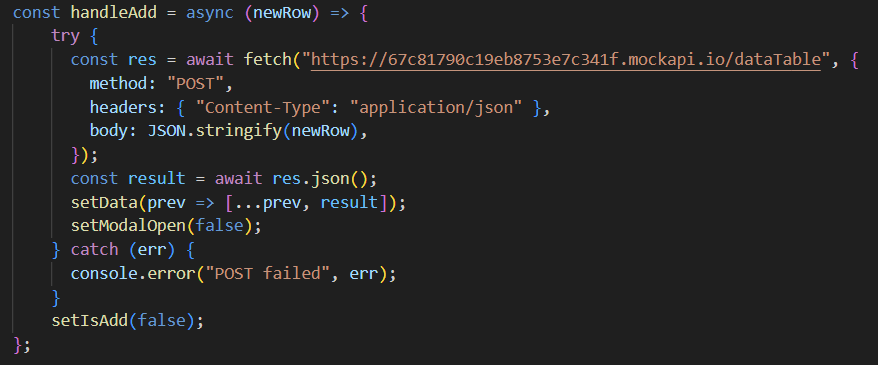 const handleAdd = async (newRow) => {
try {
const res = await fetch("https://67c81790c19eb8753e7c341f.mockapi.io/dataTable", {
method: "POST",
headers: { "Content-Type": "application/json" },
body: JSON.stringify(newRow),
});
const result = await res.json();
setData(prev => [...prev, result]);
setModalOpen(false);
} catch (err) {
console.error("POST failed", err);
}
setIsAdd(false);
};